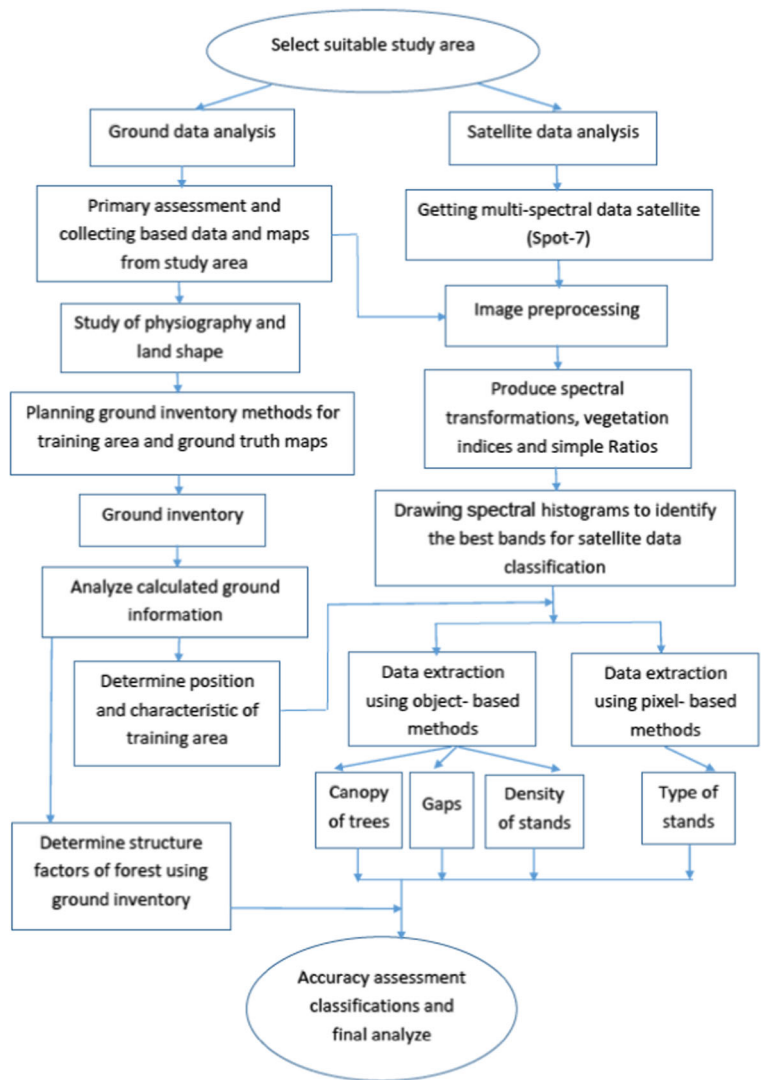 Select suitable study area
Ground data analysis
Satellite data analysis
Primary assessment and
collecting based data and maps
from study area
Getting multi-spectral data satellite
(Spot-7)
Image preprocessing
Study of physiography and
land shape
Produce spectral
transformations, vegetation
indices and simple Ratios
Planning ground inventory methods for
training area and ground truth maps
Ground inventory
Drawing spectral histograms to identify
the best bands for satellite data
classification
Analyze calculated ground
information
Determine position
and characteristic of
training area
Data extraction
using object- based
methods
Data extraction
using pixel- based
methods
Canopy
of trees
Gaps
Density
of stands
Type of
stands
Determine structure
factors of forest using
ground inventory
Accuracy assessment
classifications and
final analyze